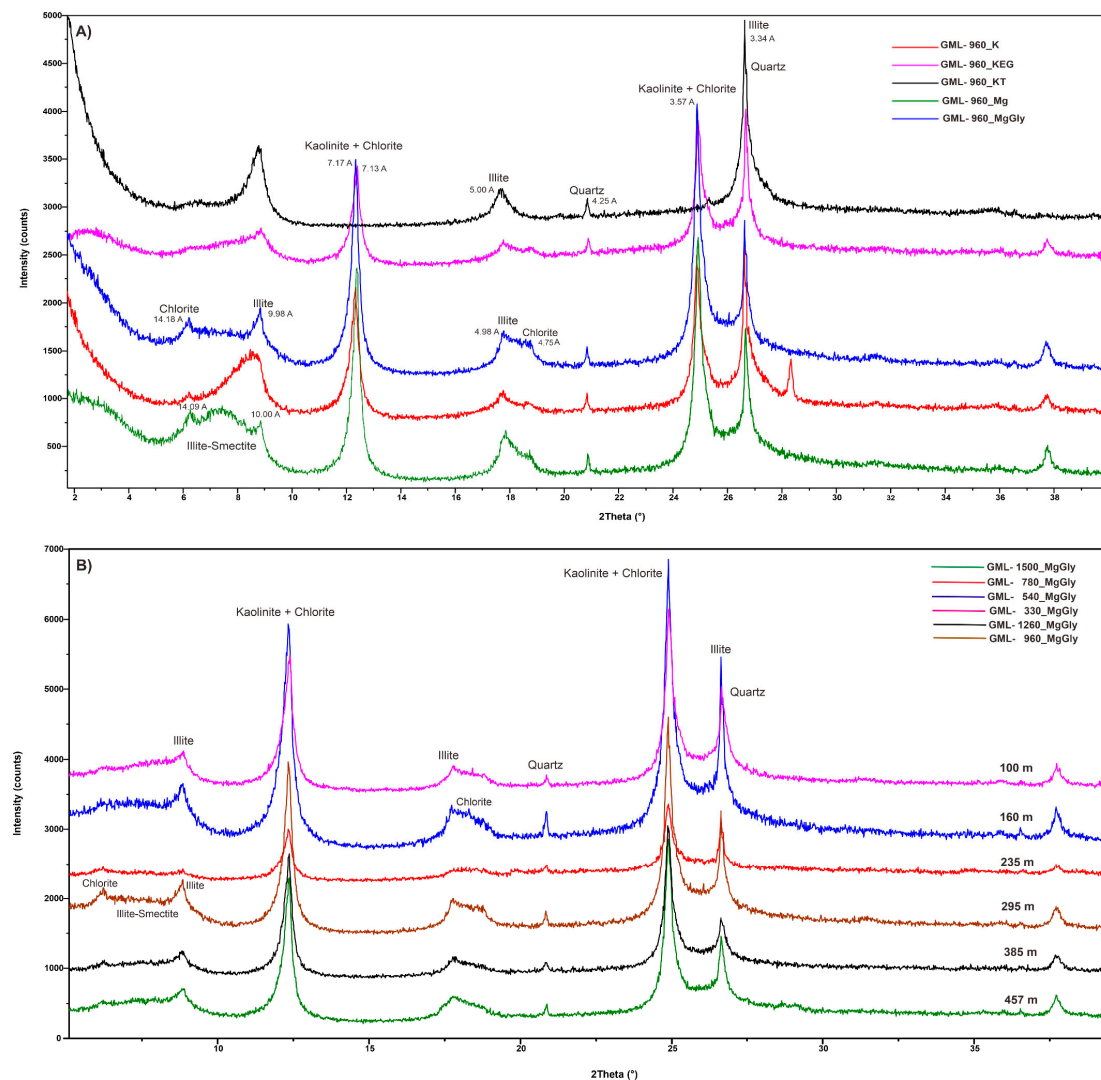 A)
5000
4500
4000
3500
3000
2500
2000
1500
1000
500
Intensity (counts)
Illite
3.34 A
Quartz
GML- 960_K
GML- 960_KEG
GML- 960_KT
GML- 960_Mg
GML- 960_MgGly
Kaolinite + Chlorite
3.57 A
Kaolinite + Chlorite
7.17 A
7.13 A
Illite
5.00 A
Quartz
4.25 A
Chlorite
14.18 A
Illite
9.98 A
Illite
4.98 A
Chlorite
4.75A
14.09 A
10.00 A
Illite-Smectite
2 4 6 8 10 12 14 16 18 20 22 24 26 28 30 32 34 36 38
2Theta (°)
B)
7000
6000
5000
4000
3000
2000
1000
0
Intensity (counts)
Kaolinite + Chlorite
GML- 1500_MgGly
GML- 780_MgGly
GML- 540_MgGly
GML- 330_MgGly
GML- 1260_MgGly
GML- 960_MgGly
Kaolinite + Chlorite
Illite
Quartz
Illite
Illite
Quartz
Chlorite
100 m
160 m
235 m
295 m
385 m
457 m
Chlorite
Illite
Illite-Smectite
10 15 20 25 30 35
2Theta (°)